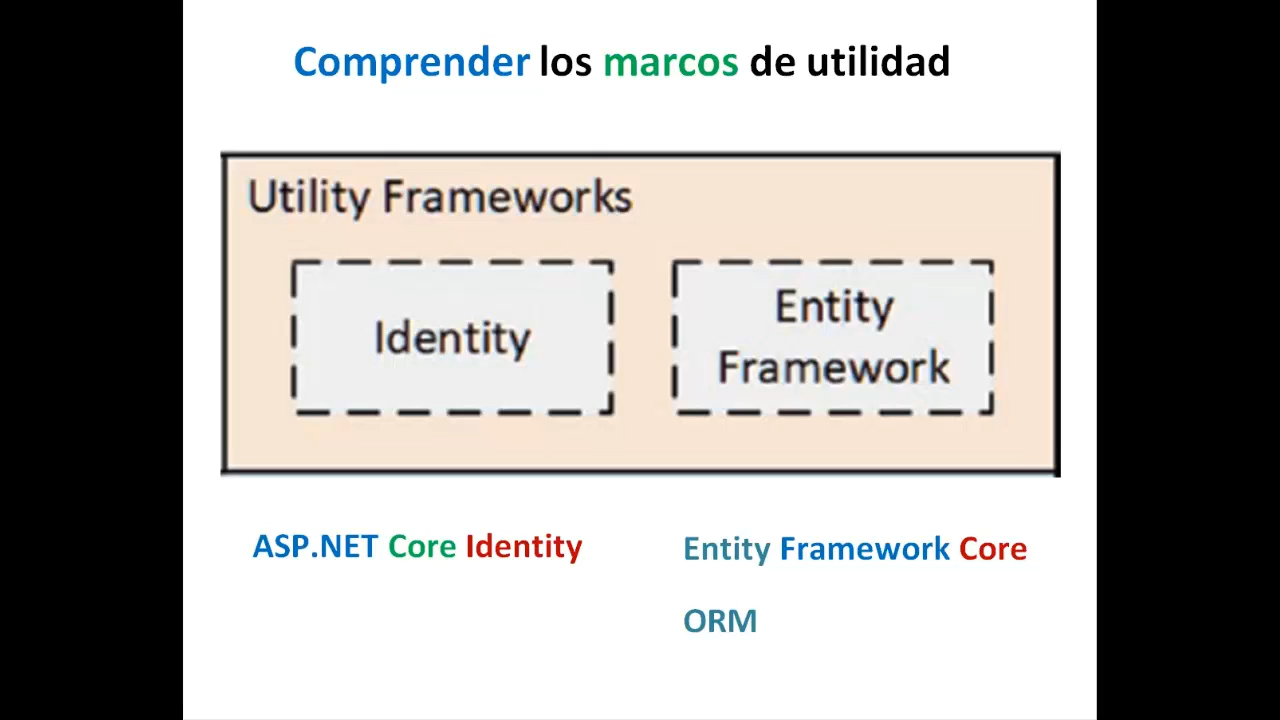 Comprender los marcos de utilidad
Utility Frameworks
Identity
Entity
Framework
ASP.NET Core Identity
Entity Framework Core
ORM